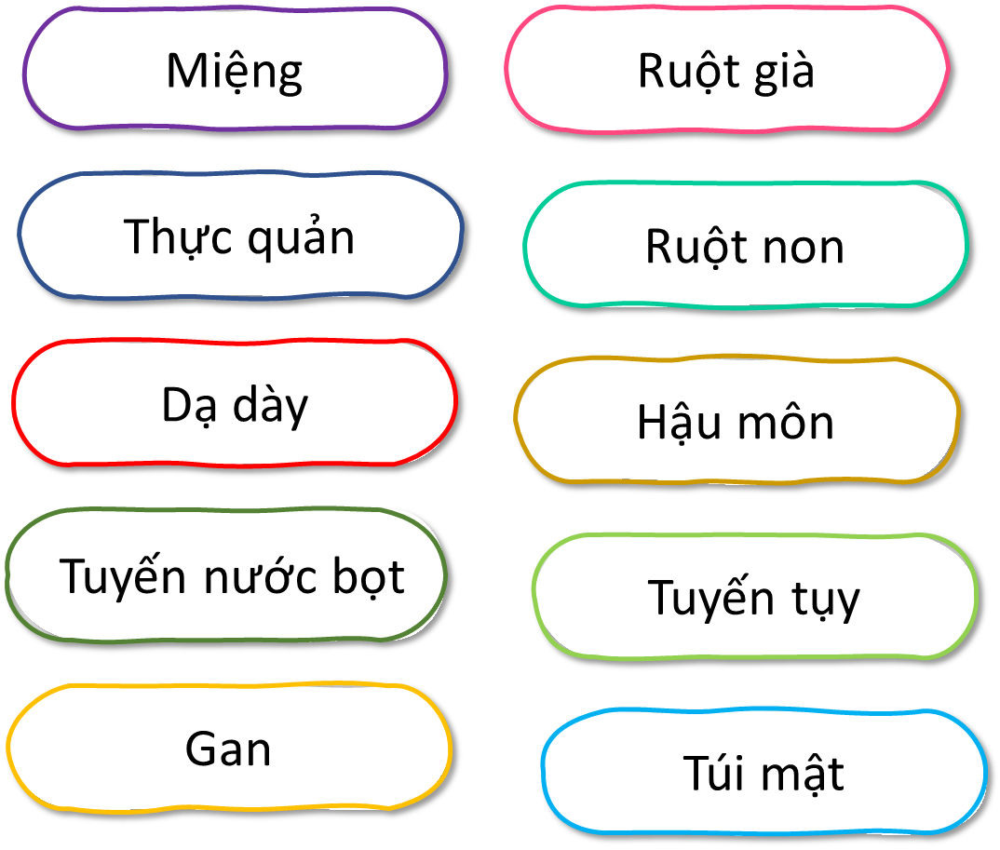 Miệng
Ruột già
Thực quản
Ruột non
Dạ dày
Hậu môn
Tuyến nước bọt
Tuyến tụy
Gan
Túi mật